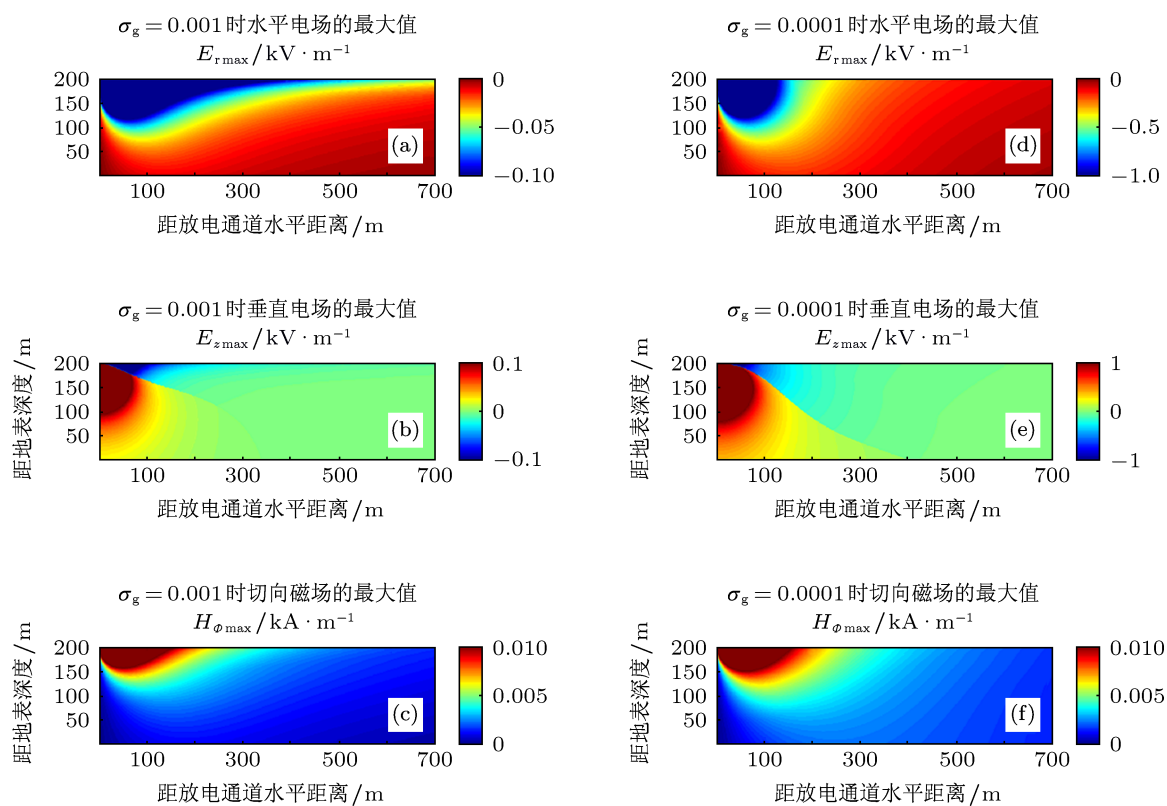 σg = 0.001 时水平电场的最大值
Er max/kV · m−1
200
150
100
50
100 300 500 700
距放电通道水平距离/m
0
−0.05
−0.10
(a)
σg = 0.0001 时水平电场的最大值
Er max/kV · m−1
200
150
100
50
100 300 500 700
距放电通道水平距离/m
0
−0.5
−1.0
(d)
σg = 0.001 时垂直电场的最大值
Ez max/kV · m−1
距地表深度/m
200
150
100
50
100 300 500 700
距放电通道水平距离/m
0.1
0
−0.1
(b)
σg = 0.0001 时垂直电场的最大值
Ez max/kV · m−1
距地表深度/m
200
150
100
50
100 300 500 700
距放电通道水平距离/m
1
0
−1
(e)
σg = 0.001 时切向磁场的最大值
HΦ max/kA · m−1
距地表深度/m
200
150
100
50
100 300 500 700
距放电通道水平距离/m
0.010
0.005
0
(c)
σg = 0.0001 时切向磁场的最大值
HΦ max/kA · m−1
距地表深度/m
200
150
100
50
100 300 500 700
距放电通道水平距离/m
0.010
0.005
0
(f)